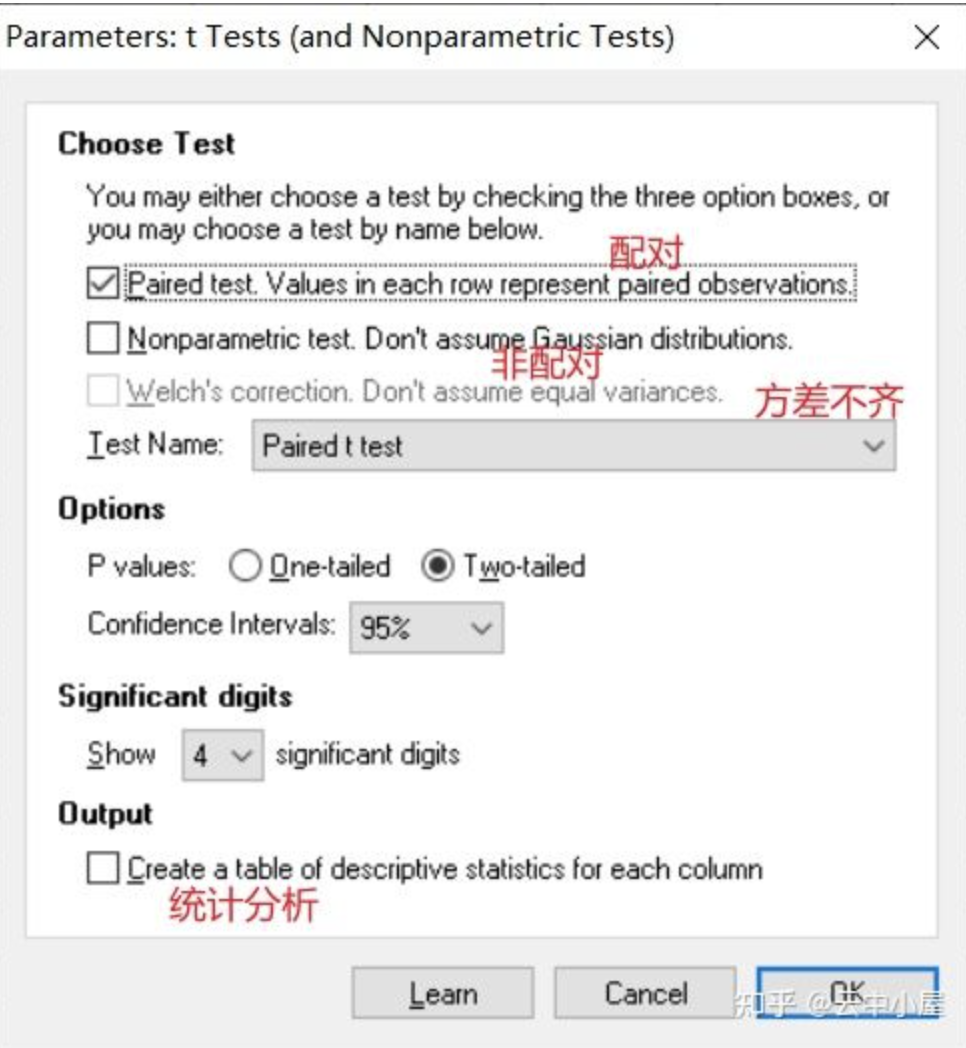 Parameters: t Tests (and Nonparametric Tests)
Choose Test
You may either choose a test by checking the three option boxes, or
you may choose a test by name below.
配对
Paired test. Values in each row represent paired observations.
Nonparametric test. Don't assume Gaussian distributions.
非配对
Welch's correction. Don't assume equal variances.
方差不齐
Test Name: Paired t test
Options
P values: One-tailed Two-tailed
Confidence Intervals: 95%
Significant digits
Show 4 significant digits
Output
Create a table of descriptive statistics for each column
统计分析
Learn Cancel OK
知乎 @云中小屋